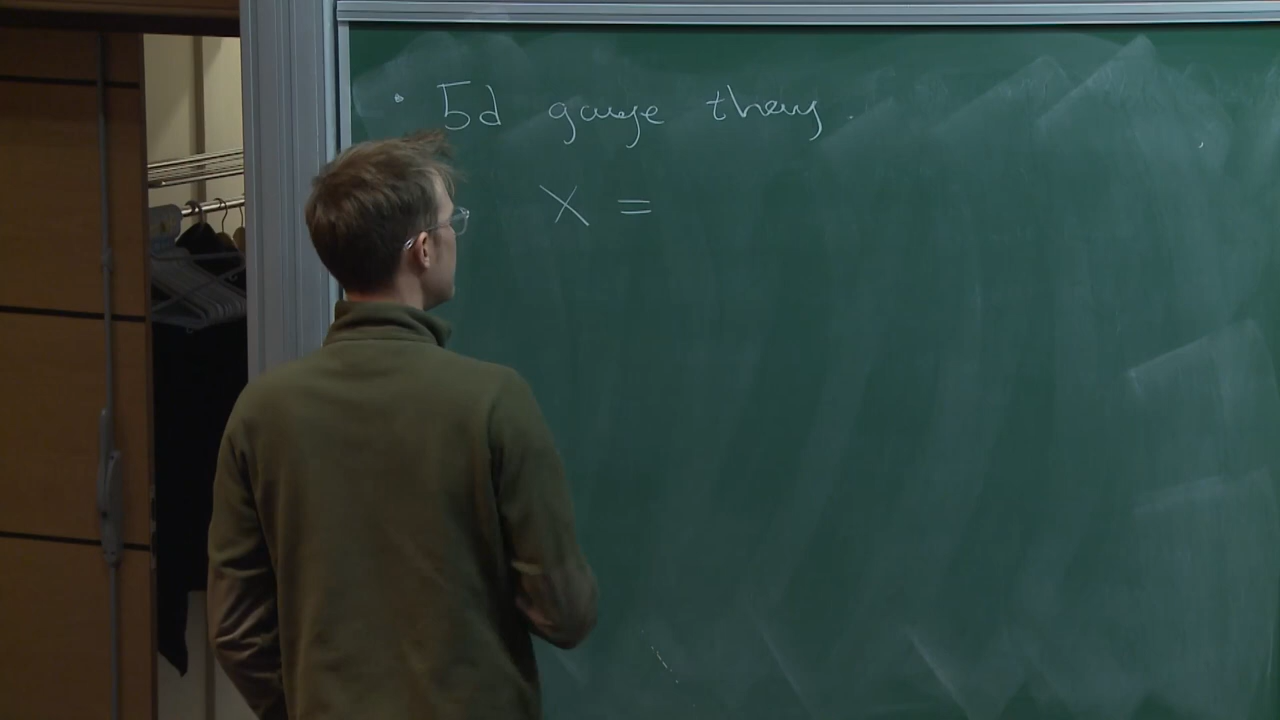 • 5d gauge theory.
X =